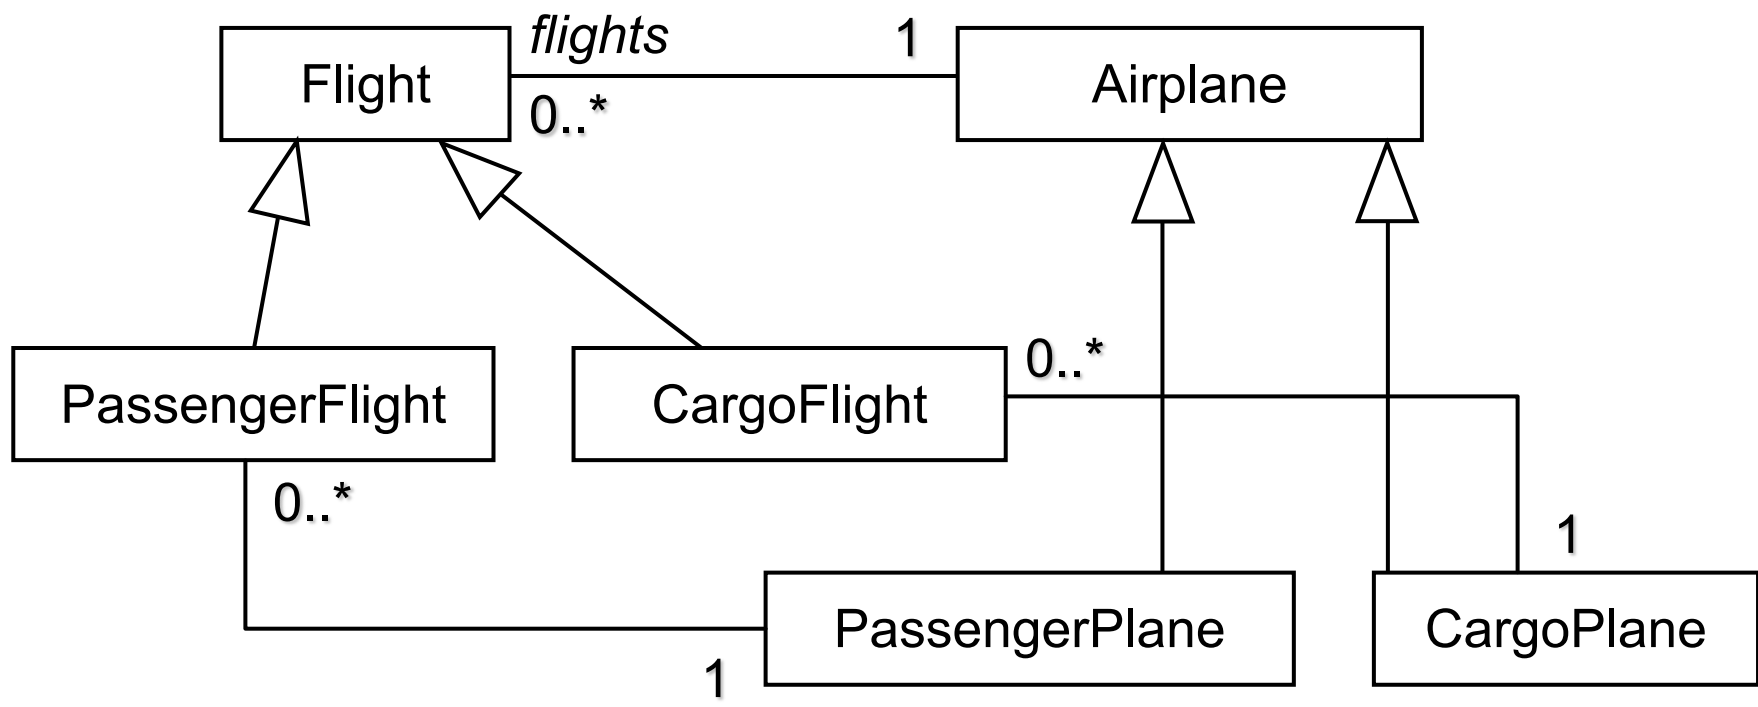 flights
1
Flight
Airplane
0..*
0..*
PassengerFlight
CargoFlight
0..*
1
PassengerPlane
CargoPlane
1